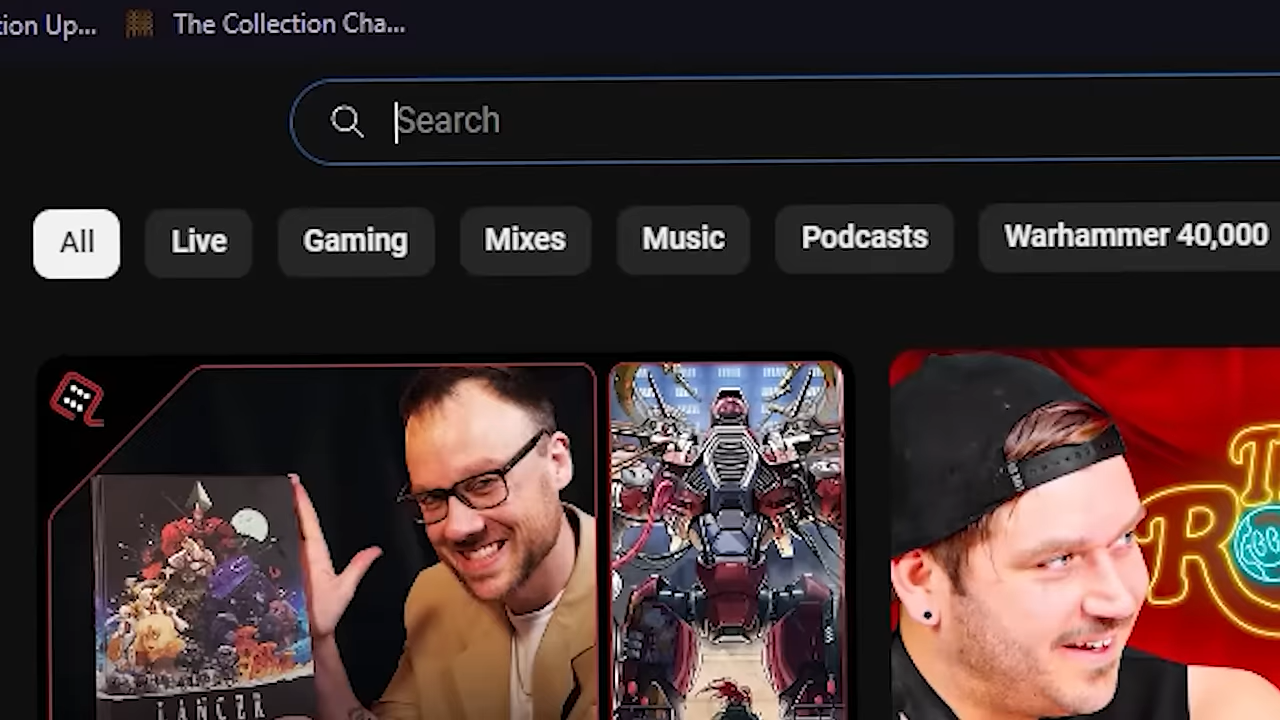 tion Up... The Collection Cha...
Search
All Live Gaming Mixes Music Podcasts Warhammer 40,000
LANCER